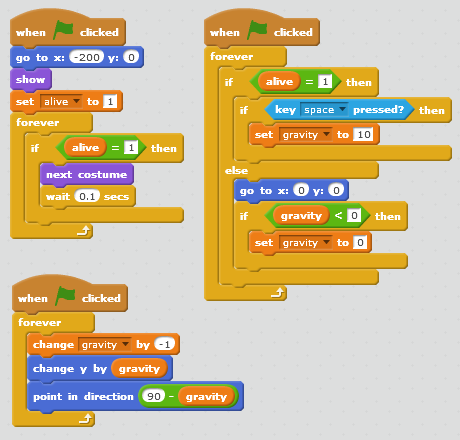 when clicked
go to x: -200 y: 0
show
set alive to 1
forever
if alive = 1 then
next costume
wait 0.1 secs
when clicked
forever
change gravity by -1
change y by gravity
point in direction 90 - gravity
when clicked
forever
if alive = 1 then
if key space pressed? then
set gravity to 10
else
go to x: 0 y: 0
if gravity < 0 then
set gravity to 0